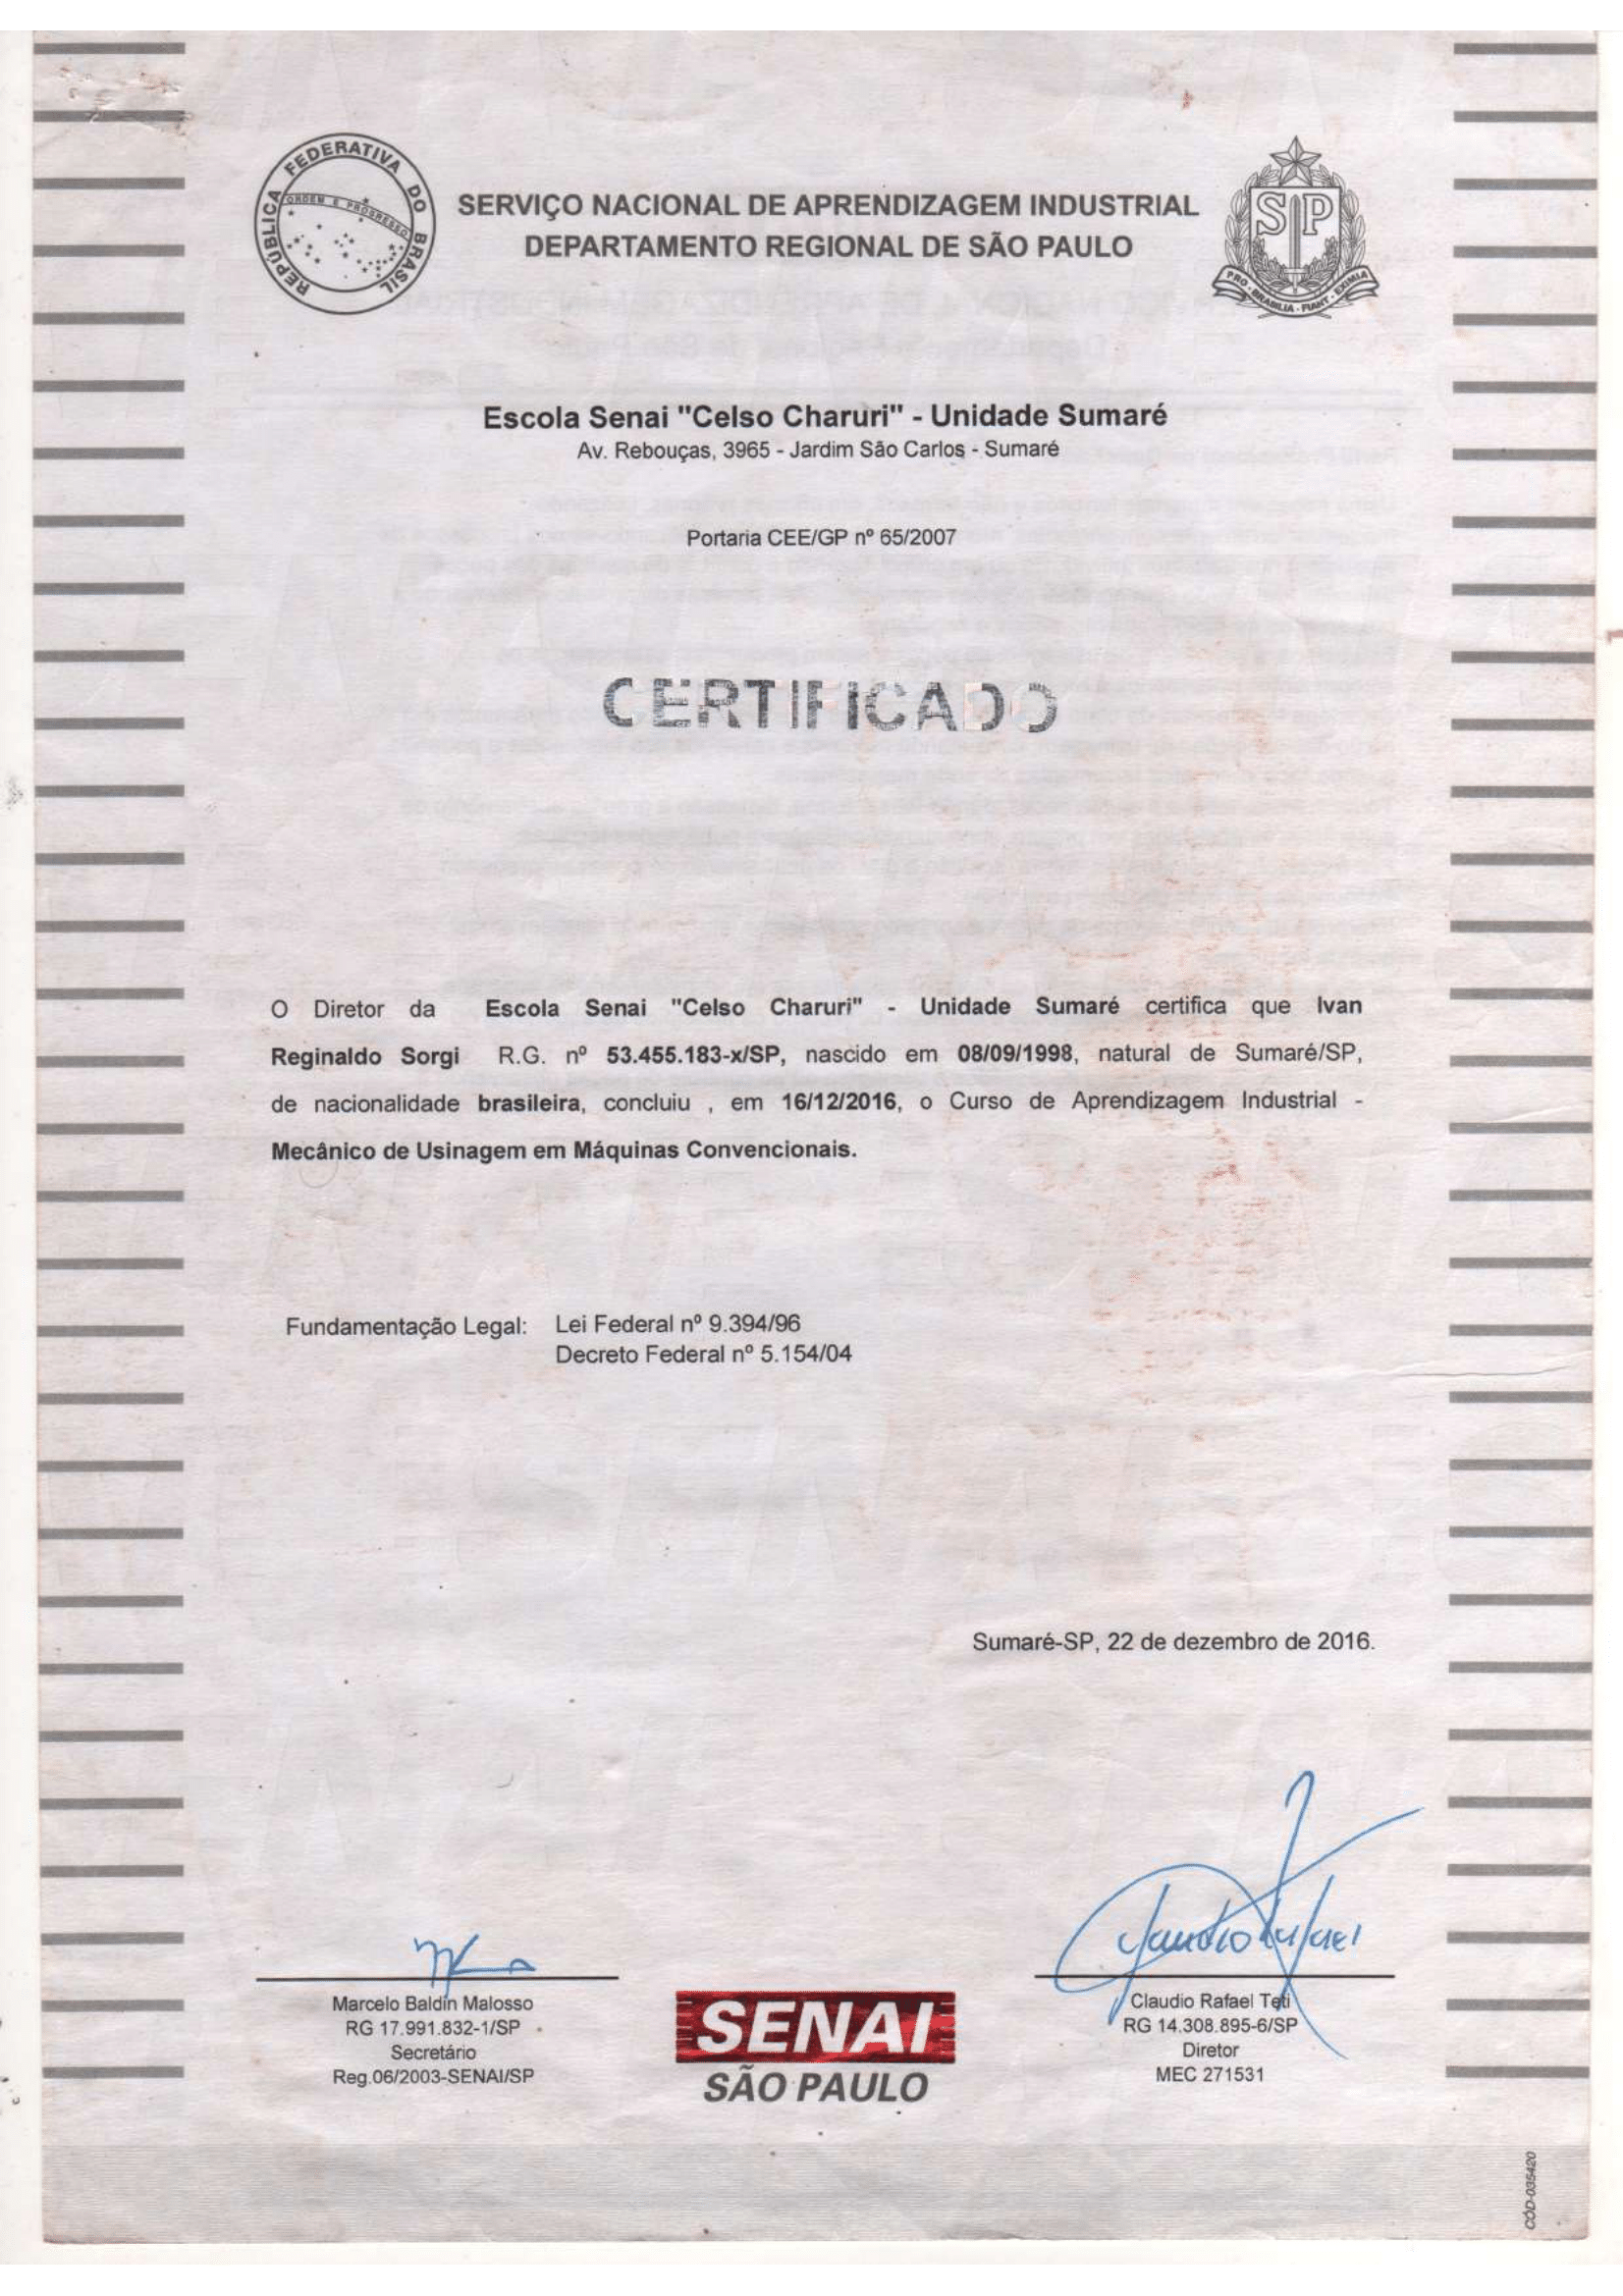 REPÚBLICA FEDERATIVA DO BRASIL
ORDEM E PROGRESSO
SERVIÇO NACIONAL DE APRENDIZAGEM INDUSTRIAL
DEPARTAMENTO REGIONAL DE SÃO PAULO
SP
PRO - BRASILIA - FIANT - EXIMIA
Escola Senai "Celso Charuri" - Unidade Sumaré
Av. Rebouças, 3965 - Jardim São Carlos - Sumaré
Portaria CEE/GP nº 65/2007
CERTIFICADO
O Diretor da Escola Senai "Celso Charuri" - Unidade Sumaré certifica que Ivan
Reginaldo Sorgi R.G. nº 53.455.183-x/SP, nascido em 08/09/1998, natural de Sumaré/SP,
de nacionalidade brasileira, concluiu , em 16/12/2016, o Curso de Aprendizagem Industrial -
Mecânico de Usinagem em Máquinas Convencionais.
Fundamentação Legal: Lei Federal nº 9.394/96
Decreto Federal nº 5.154/04
Sumaré-SP, 22 de dezembro de 2016.
Claudio Rafael
Marcelo Baldin Malosso
RG 17.991.832-1/SP
Secretário
Reg.06/2003-SENAI/SP
SENAI
SÃO PAULO
Claudio Rafael Teti
RG 14.308.895-6/SP
Diretor
MEC 271531
CÓD-035420